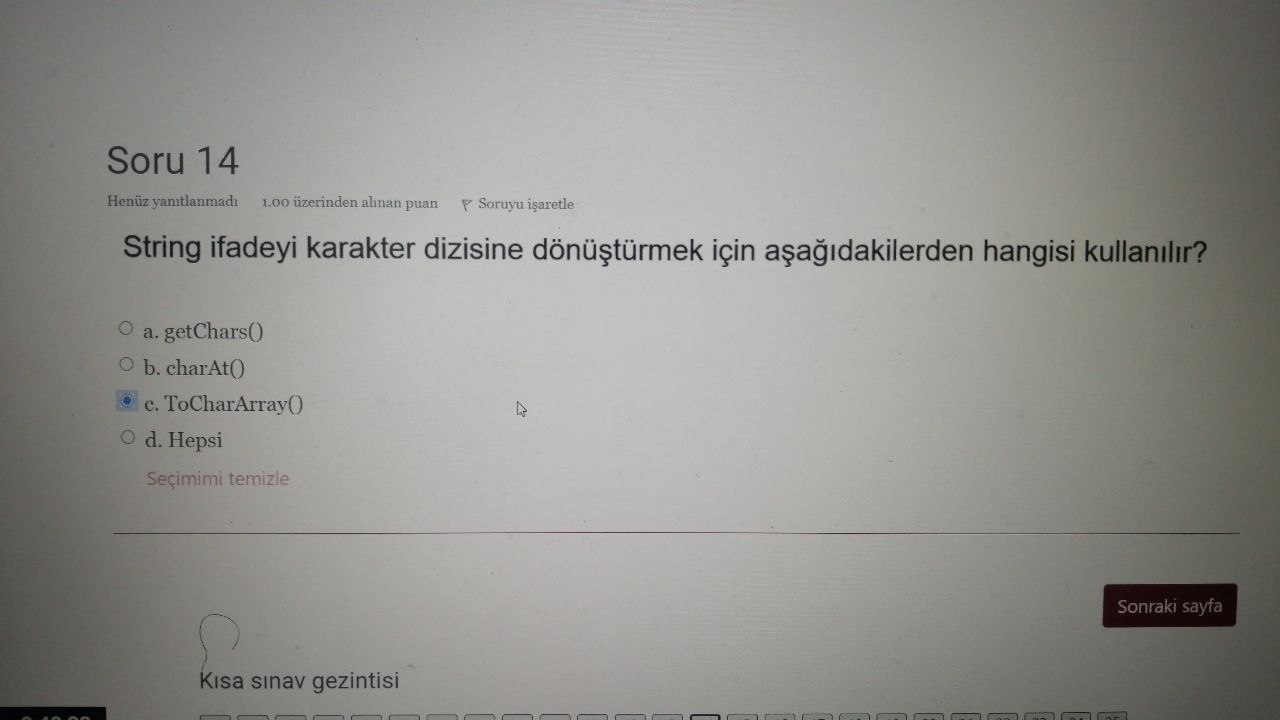 Soru 14
Henüz yanıtlanmadı 1.00 üzerinden alınan puan Soruyu işaretle
String ifadeyi karakter dizisine dönüştürmek için aşağıdakilerden hangisi kullanılır?
a. getChars()
b. charAt()
c. ToCharArray()
d. Hepsi
Seçimimi temizle
Sonraki sayfa
Kısa sınav gezintisi